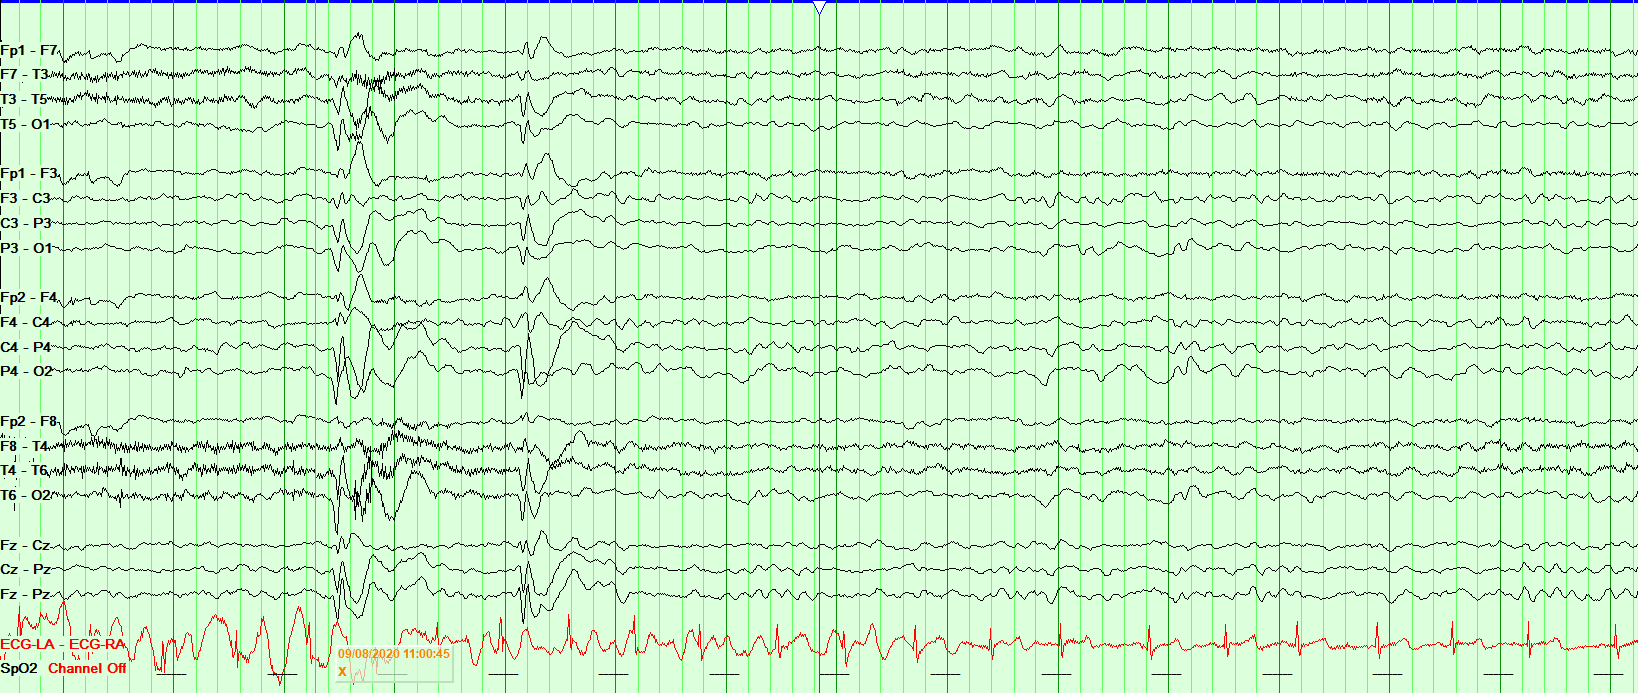 Fp1 - F7
F7 - T3
T3 - T5
T5 - O1
Fp1 - F3
F3 - C3
C3 - P3
P3 - O1
Fp2 - F4
F4 - C4
C4 - P4
P4 - O2
Fp2 - F8
F8 - T4
T4 - T6
T6 - O2
Fz - Cz
Cz - Pz
Fz - Pz
ECG-LA - ECG-RA
09/08/2020 11:00:45
SpO2 Channel Off
X